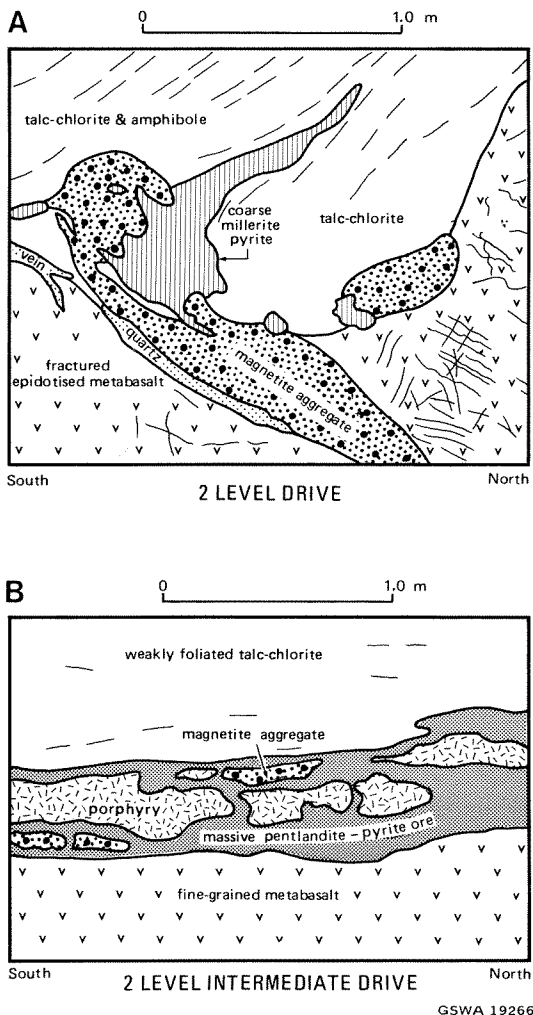 A
0 1.0 m
talc-chlorite & amphibole
coarse
millerite
pyrite
talc-chlorite
vein
quartz
fractured
epidotised metabasalt
magnetite aggregate
South
North
2 LEVEL DRIVE
B
0 1.0 m
weakly foliated talc-chlorite
magnetite aggregate
porphyry
massive pentlandite – pyrite ore
fine-grained metabasalt
South
North
2 LEVEL INTERMEDIATE DRIVE
GSWA 19266